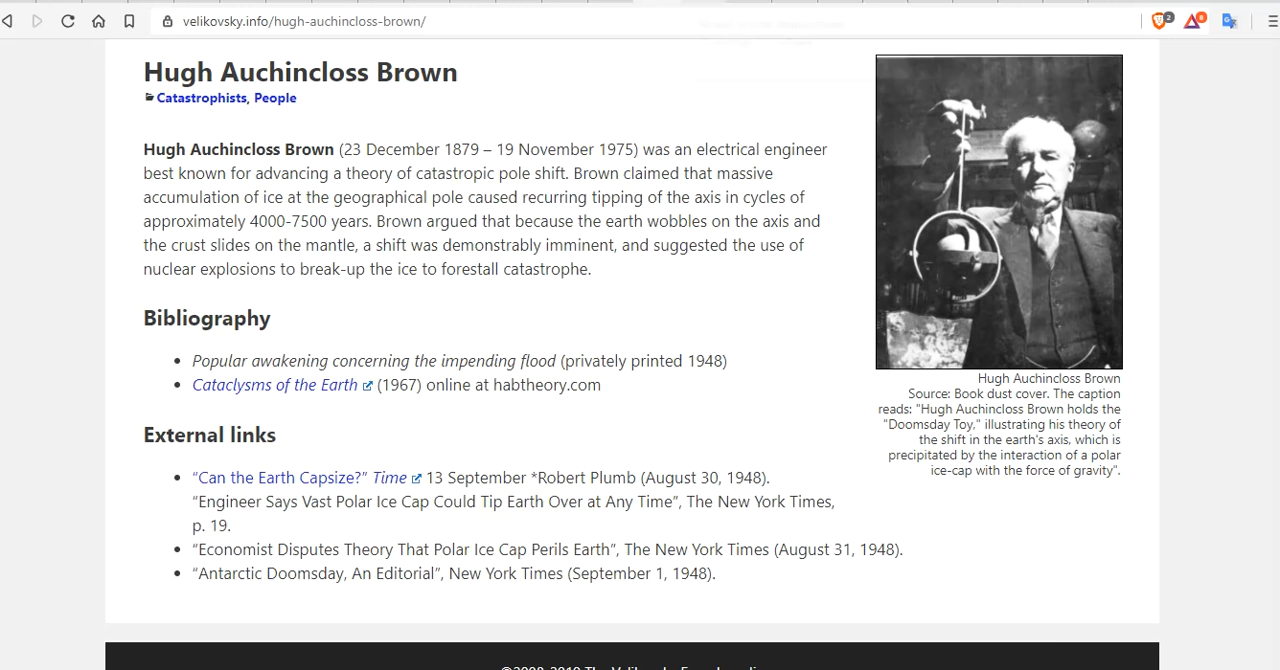 velikovsky.info/hugh-auchincloss-brown/
2
8
Hugh Auchincloss Brown
Catastrophists, People
Hugh Auchincloss Brown (23 December 1879 – 19 November 1975) was an electrical engineer
best known for advancing a theory of catastropic pole shift. Brown claimed that massive
accumulation of ice at the geographical pole caused recurring tipping of the axis in cycles of
approximately 4000-7500 years. Brown argued that because the earth wobbles on the axis and
the crust slides on the mantle, a shift was demonstrably imminent, and suggested the use of
nuclear explosions to break-up the ice to forestall catastrophe.
Hugh Auchincloss Brown
Source: Book dust cover. The caption
reads: "Hugh Auchincloss Brown holds the
"Doomsday Toy," illustrating his theory of
the shift in the earth's axis, which is
precipitated by the interaction of a polar
ice-cap with the force of gravity".
Bibliography
• Popular awakening concerning the impending flood (privately printed 1948)
• Cataclysms of the Earth (1967) online at habtheory.com
External links
• “Can the Earth Capsize?” Time 13 September *Robert Plumb (August 30, 1948).
“Engineer Says Vast Polar Ice Cap Could Tip Earth Over at Any Time”, The New York Times,
p. 19.
• “Economist Disputes Theory That Polar Ice Cap Perils Earth”, The New York Times (August 31, 1948).
• “Antarctic Doomsday, An Editorial”, New York Times (September 1, 1948).